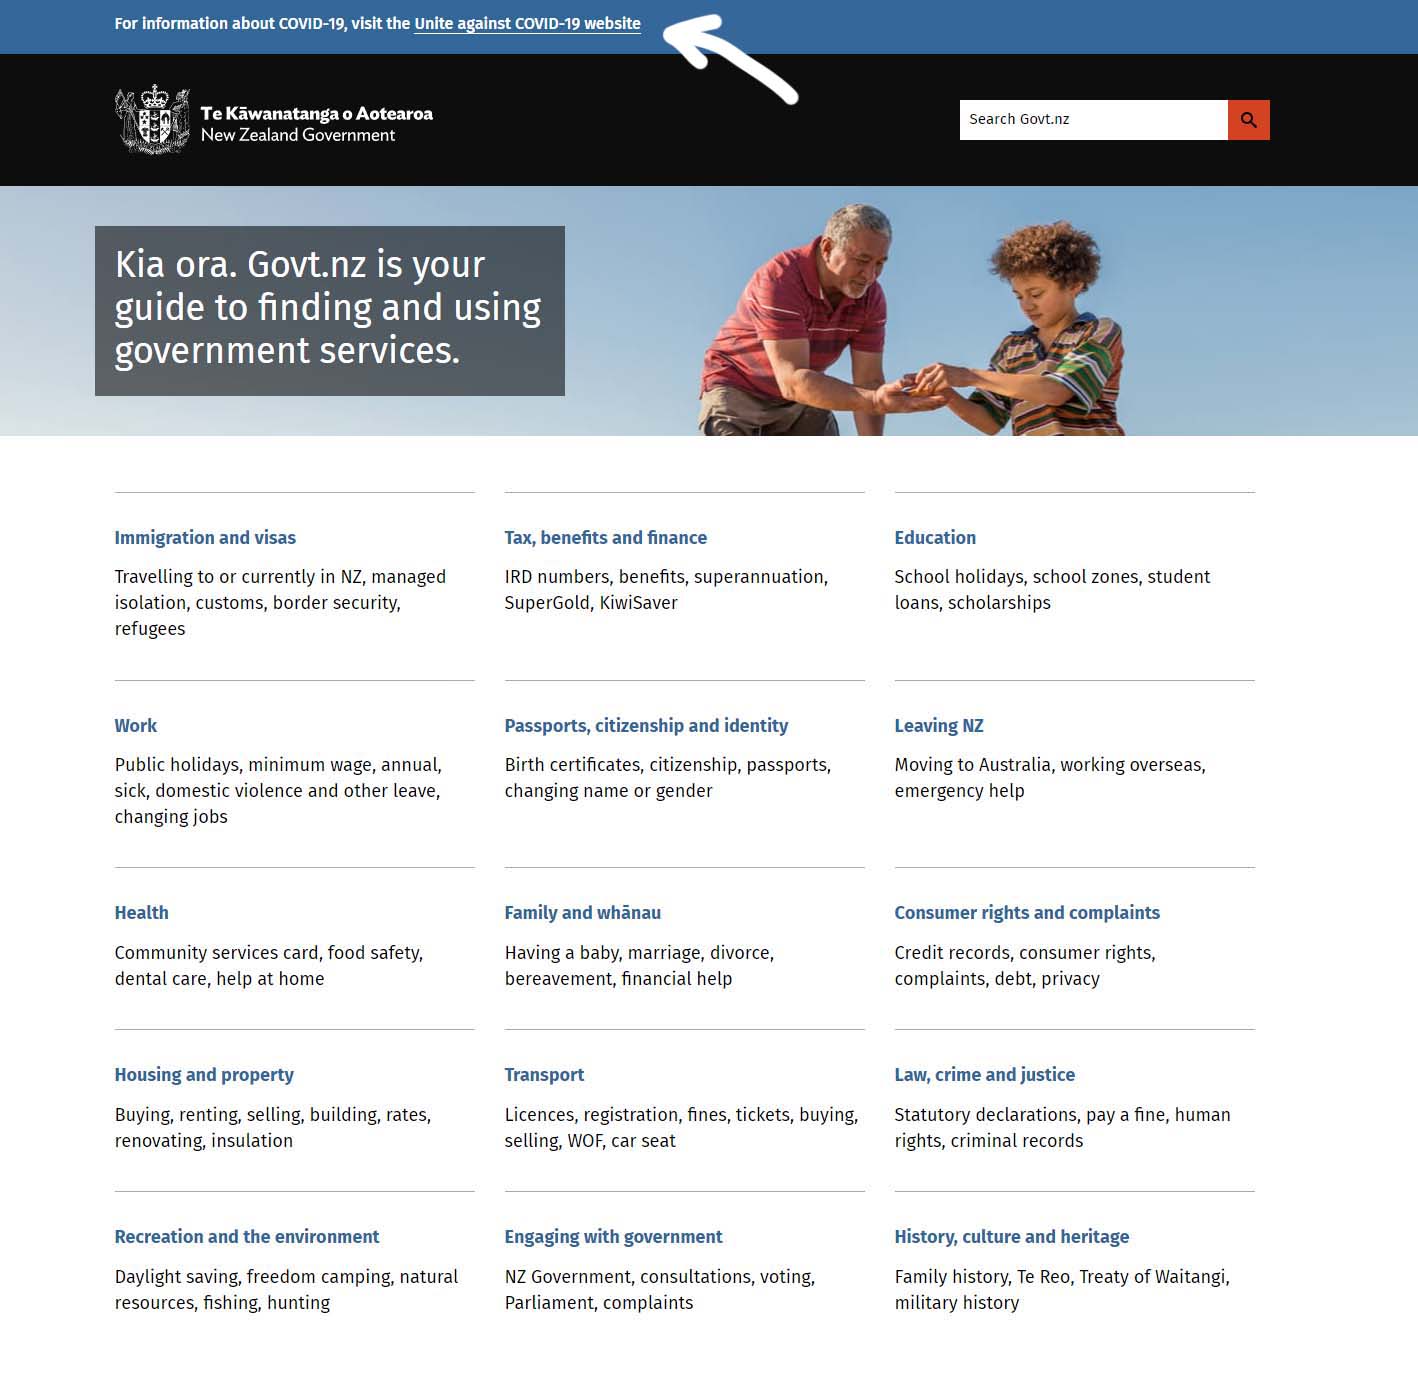 For information about COVID-19, visit the Unite against COVID-19 website
Te Kāwanatanga o Aotearoa
New Zealand Government
Search Govt.nz
Kia ora. Govt.nz is your
guide to finding and using
government services.
Immigration and visas
Travelling to or currently in NZ, managed
isolation, customs, border security,
refugees
Tax, benefits and finance
IRD numbers, benefits, superannuation,
SuperGold, KiwiSaver
Education
School holidays, school zones, student
loans, scholarships
Work
Public holidays, minimum wage, annual,
sick, domestic violence and other leave,
changing jobs
Passports, citizenship and identity
Birth certificates, citizenship, passports,
changing name or gender
Leaving NZ
Moving to Australia, working overseas,
emergency help
Health
Community services card, food safety,
dental care, help at home
Family and whānau
Having a baby, marriage, divorce,
bereavement, financial help
Consumer rights and complaints
Credit records, consumer rights,
complaints, debt, privacy
Housing and property
Buying, renting, selling, building, rates,
renovating, insulation
Transport
Licences, registration, fines, tickets, buying,
selling, WOF, car seat
Law, crime and justice
Statutory declarations, pay a fine, human
rights, criminal records
Recreation and the environment
Daylight saving, freedom camping, natural
resources, fishing, hunting
Engaging with government
NZ Government, consultations, voting,
Parliament, complaints
History, culture and heritage
Family history, Te Reo, Treaty of Waitangi,
military history